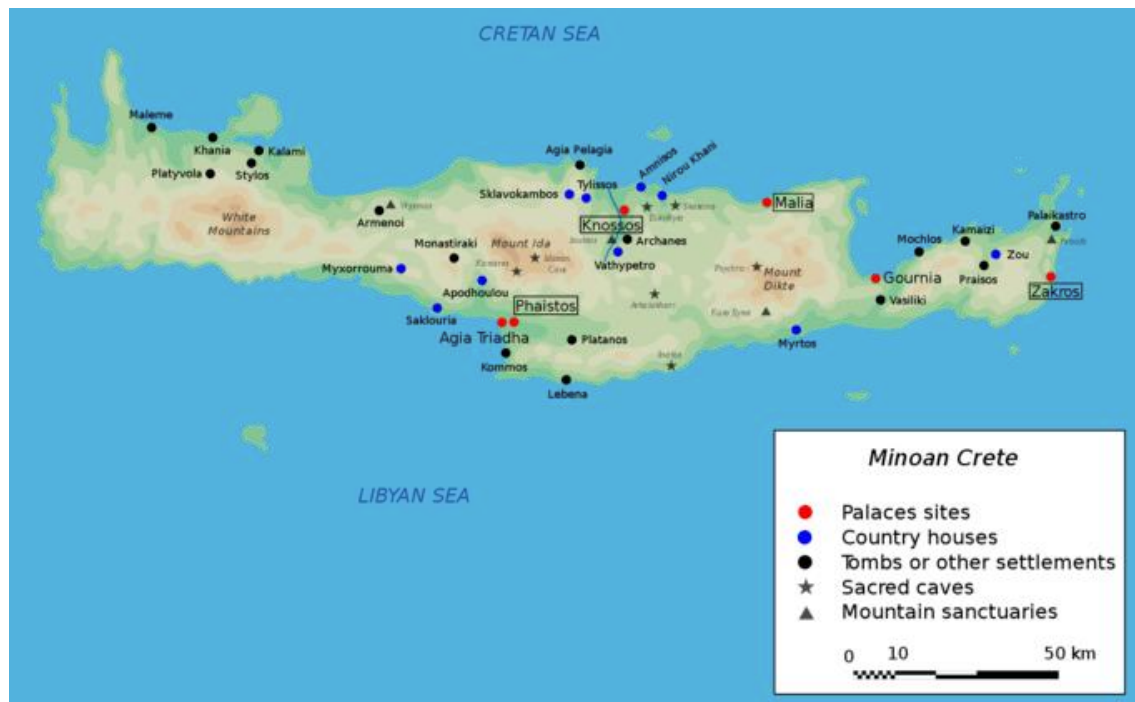 CRETAN SEA
Maleme
Khania
Kalami
Platyvola
Stylos
White
Mountains
Armenoi
Agia Pelagia
Sklavokambos
Tylissos
Amnisos
Nirou Khani
Knossos
Malia
Archanes
Vathypetro
Monastiraki
Mount Ida
Kamares
Myxorrouma
Apodhoulou
Saklouria
Phaistos
Agia Triadha
Kommos
Platanos
Lebena
Mount
Dikte
Myrtos
Mochlos
Kamaizi
Palaikastro
Zou
Praisos
Gournia
Vasiliki
Zakros
LIBYAN SEA
Minoan Crete
Palaces sites
Country houses
Tombs or other settlements
Sacred caves
Mountain sanctuaries
0 10 50 km